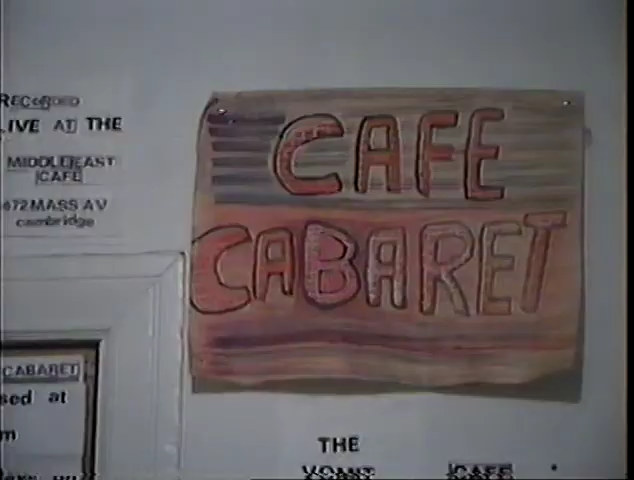 RECORDED
LIVE AT THE
MIDDLE EAST
CAFE
472 MASS AV
cambridge
CAFE
CABARET
CABARET
sed at
m
THE
CAFE